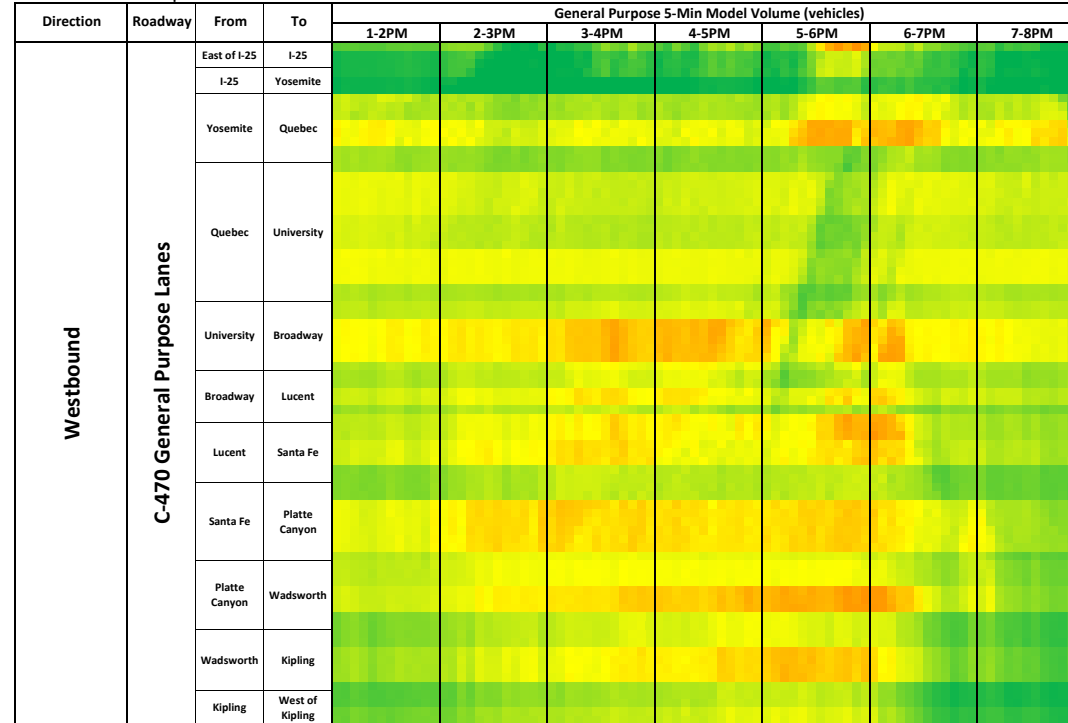 Direction Roadway From To General Purpose 5-Min Model Volume (vehicles)
1-2PM 2-3PM 3-4PM 4-5PM 5-6PM 6-7PM 7-8PM
Westbound
C-470 General Purpose Lanes
East of I-25 I-25
I-25 Yosemite
Yosemite Quebec
Quebec University
University Broadway
Broadway Lucent
Lucent Santa Fe
Santa Fe Platte
Canyon
Platte
Canyon Wadsworth
Wadsworth Kipling
Kipling West of
Kipling